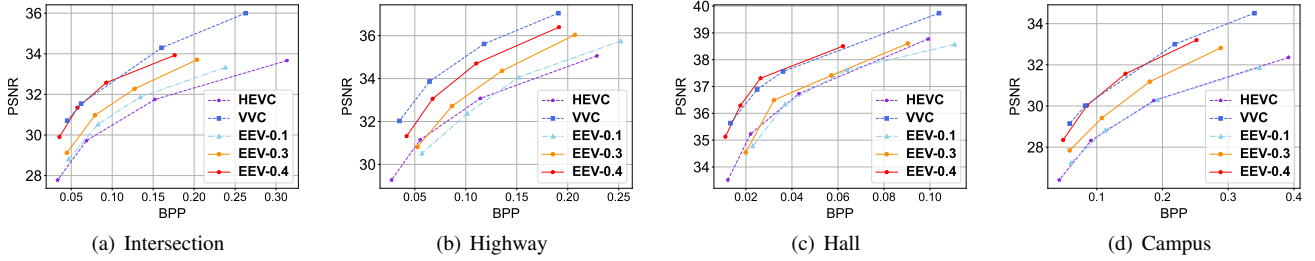 36
34
32
30
28
PSNR
0.05 0.10 0.15 0.20 0.25 0.30
BPP
HEVC
VVC
EEV-0.1
EEV-0.3
EEV-0.4
(a) Intersection
36
34
32
30
PSNR
0.05 0.10 0.15 0.20 0.25
BPP
HEVC
VVC
EEV-0.1
EEV-0.3
EEV-0.4
(b) Highway
40
39
38
37
36
35
34
PSNR
0.02 0.04 0.06 0.08 0.10
BPP
HEVC
VVC
EEV-0.1
EEV-0.3
EEV-0.4
(c) Hall
34
32
30
28
PSNR
0.1 0.2 0.3 0.4
BPP
HEVC
VVC
EEV-0.1
EEV-0.3
EEV-0.4
(d) Campus